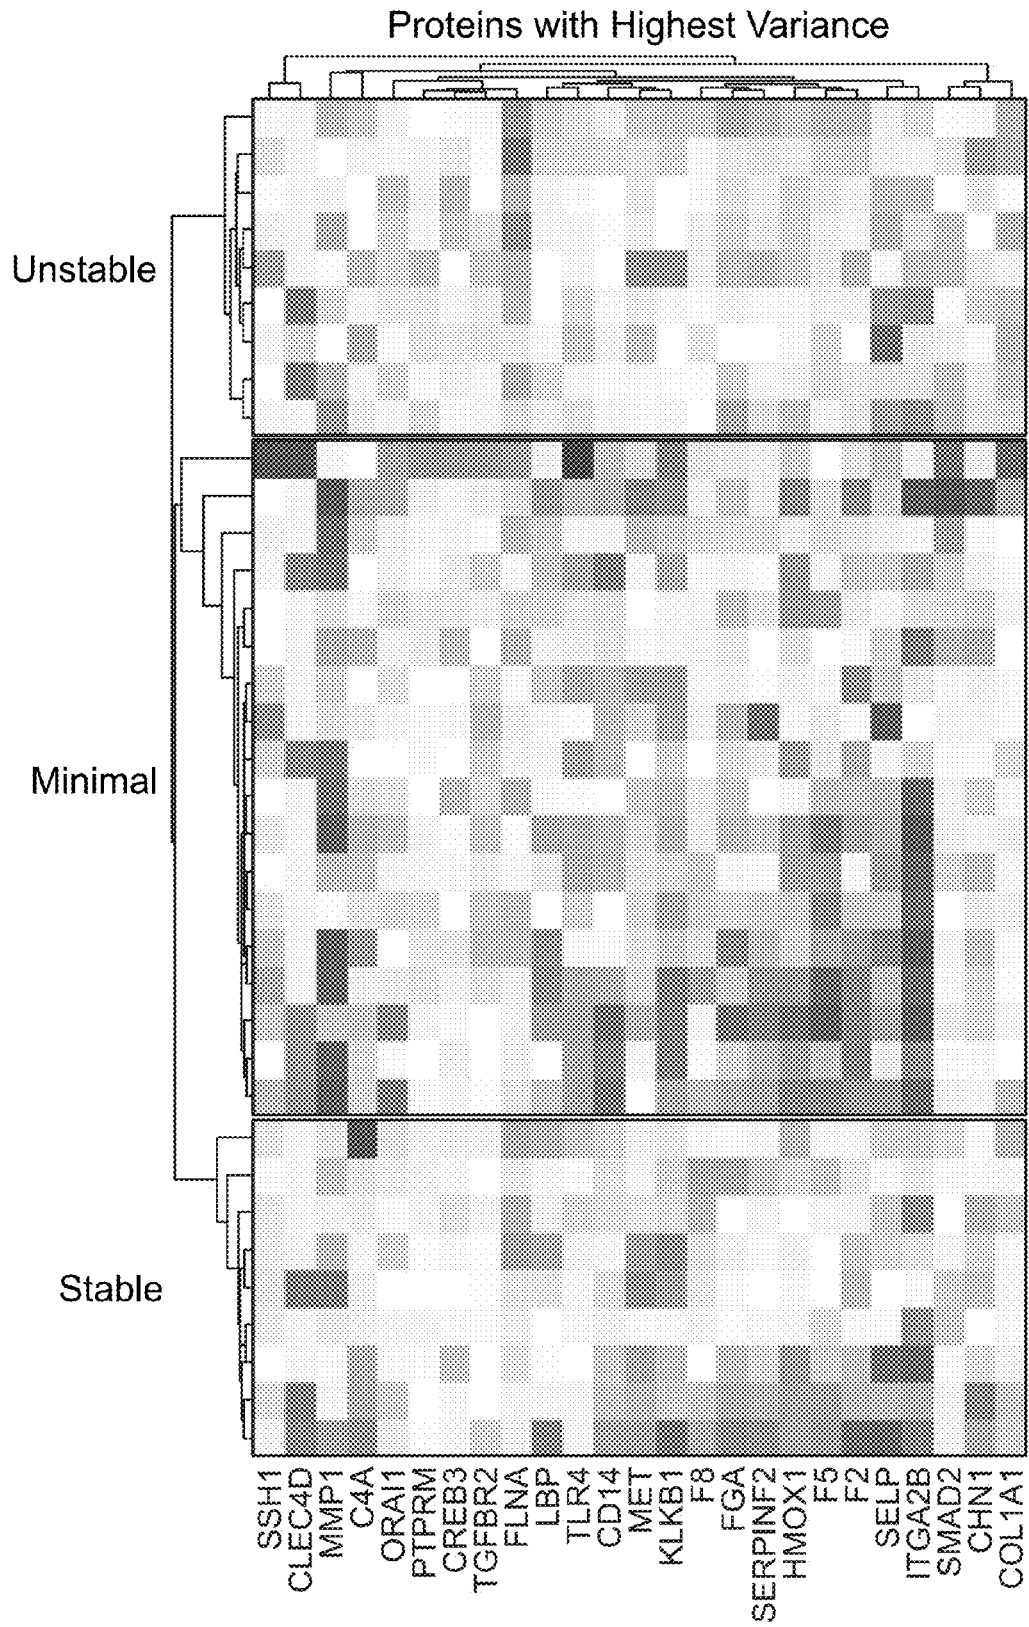 Proteins with Highest Variance
Unstable
Minimal
Stable
SSH1
CLEC4D
MMP1
C4A
ORAI1
PTPRM
CREB3
TGFBR2
FLNA
LBP
TLR4
CD14
MET
KLKB1
F8
FGA
SERPINF2
HMOX1
F5
F2
SELP
ITGA2B
SMAD2
CHN1
COL1A1